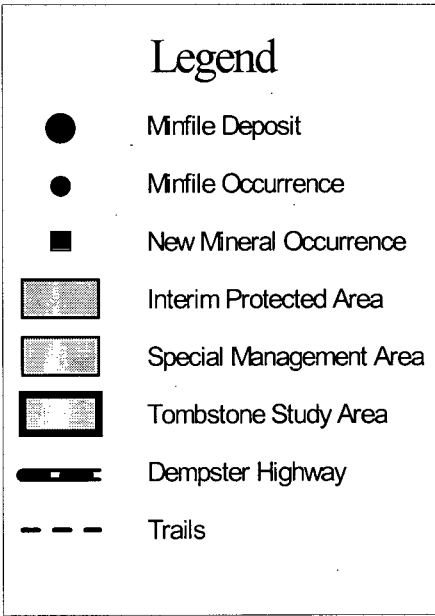 Legend
Minfile Deposit
Minfile Occurrence
New Mineral Occurrence
Interim Protected Area
Special Management Area
Tombstone Study Area
Dempster Highway
Trails